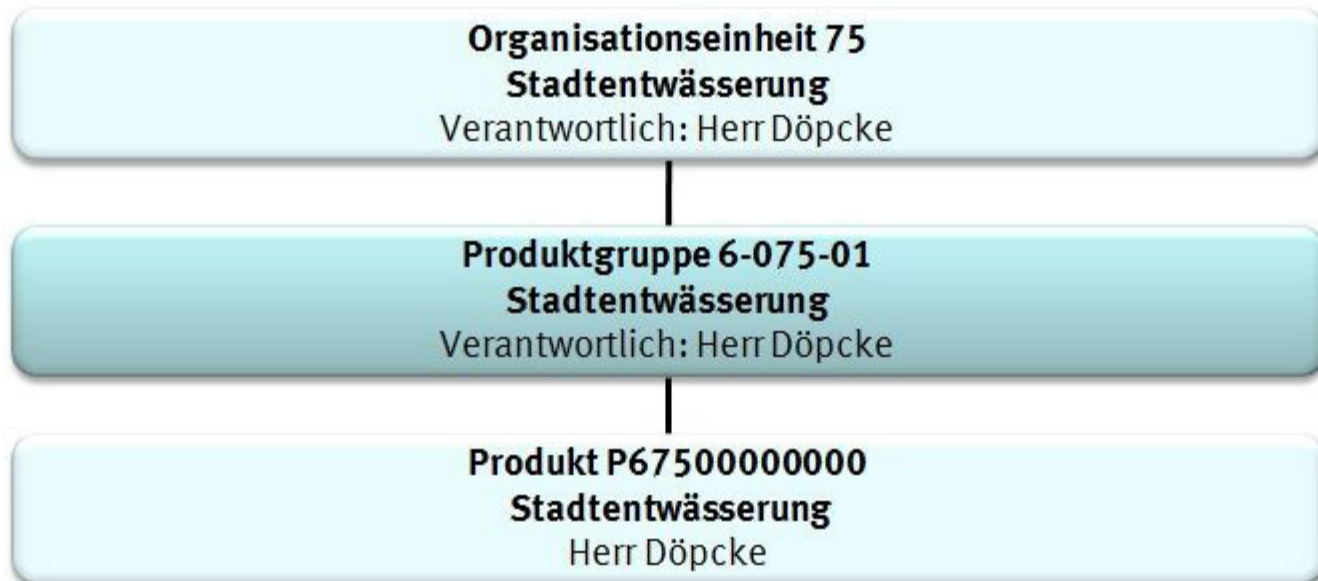 Organisationseinheit 75
Stadtentwässerung
Verantwortlich: Herr Döpcke
Produktgruppe 6-075-01
Stadtentwässerung
Verantwortlich: Herr Döpcke
Produkt P67500000000
Stadtentwässerung
Herr Döpcke